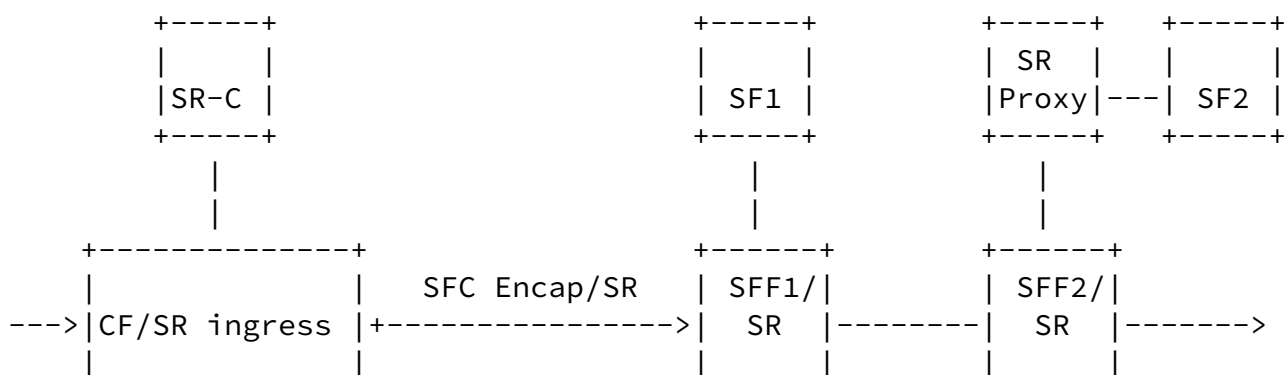 +-----+ +-----+ +-----+ +-----+
| | | | | SR | | |
|SR-C | | SF1 | |Proxy|---| SF2 |
+-----+ +-----+ +-----+ +-----+
| | |
| | |
+--------------+ +------+ +------+
| | SFC Encap/SR | SFF1/| | SFF2/|
--->|CF/SR ingress |+---------------->| SR |--------| SR |------->
| | | | | |